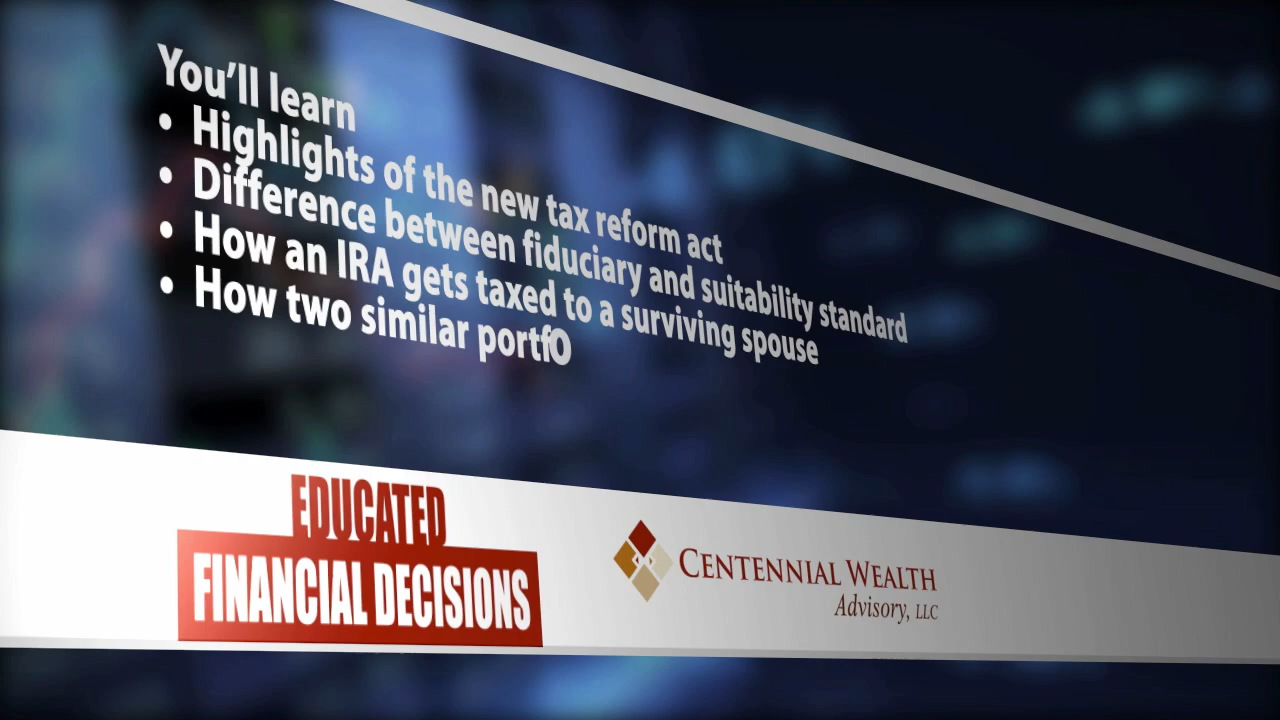 You'll learn
• Highlights of the new tax reform act
• Difference between fiduciary and suitability standard
• How an IRA gets taxed to a surviving spouse
• How two similar portfo
EDUCATED
FINANCIAL DECISIONS
CENTENNIAL WEALTH
Advisory, LLC